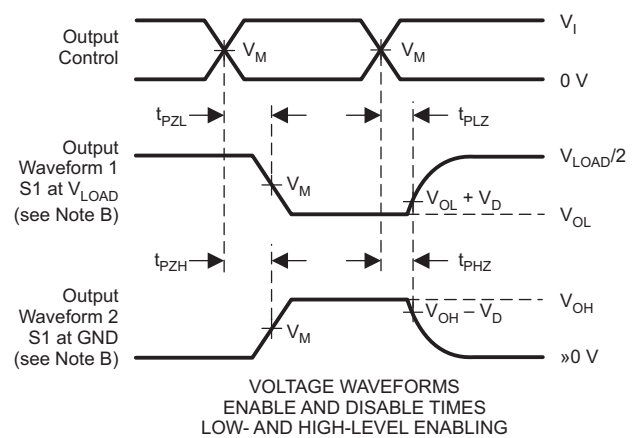 Output
Control
V_I
V_M
V_M
0 V
t_PZL
t_PLZ
Output
Waveform 1
S1 at V_LOAD
(see Note B)
V_LOAD/2
V_M
V_OL + V_D
V_OL
t_PZH
t_PHZ
Output
Waveform 2
S1 at GND
(see Note B)
V_OH
V_OH − V_D
V_M
»0 V
VOLTAGE WAVEFORMS
ENABLE AND DISABLE TIMES
LOW- AND HIGH-LEVEL ENABLING